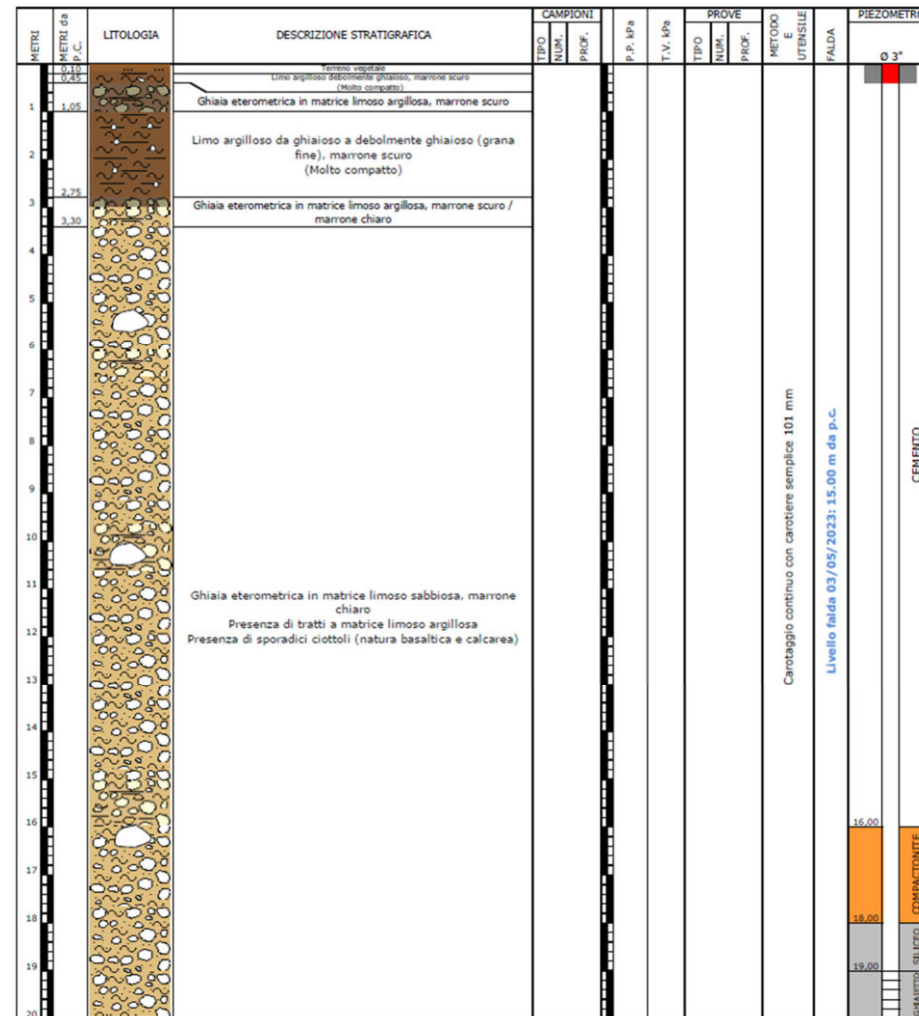 METRI
METRI da P.C.
LITOLOGIA
DESCRIZIONE STRATIGRAFICA
CAMPIONI
TIPO
NUM.
PROF.
P.P. kPa
T.V. kPa
PROVE
TIPO
NUM.
PROF.
METODO E UTENSILE
FALDA
PIEZOMETRO
Ø 3"
0,10
Terreno vegetale
0,45
Limo argilloso debolmente ghiaioso, marrone scuro
(Molto compatto)
Ghiaia eterometrica in matrice limoso argillosa, marrone scuro
1
1,05
Limo argilloso da ghiaioso a debolmente ghiaioso (grana
fine), marrone scuro
(Molto compatto)
2
2,75
3
Ghiaia eterometrica in matrice limoso argillosa, marrone scuro /
marrone chiaro
3,30
4
5
6
7
8
9
10
11
Ghiaia eterometrica in matrice limoso sabbiosa, marrone
chiaro
Presenza di tratti a matrice limoso argillosa
Presenza di sporadici ciottoli (natura basaltica e calcarea)
12
13
14
15
16
17
18
19
20
Carotaggio continuo con carotiere semplice 101 mm
Livello falda 03/05/2023: 15.00 m da p.c.
CEMENTO
16,00
COMPACTONITE
18,00
19,00
GHIAIETTO SILICEO